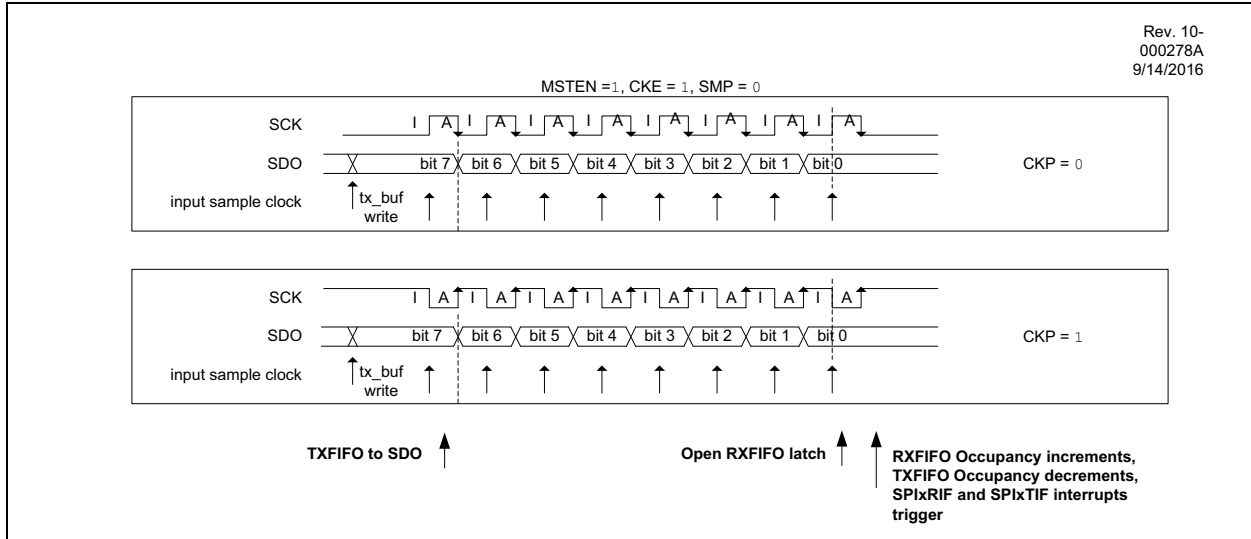 Rev. 10-
000278A
9/14/2016
MSTEN =1, CKE = 1, SMP = 0
SCK I A I A I A I A I A I A I A I A
SDO bit 7 bit 6 bit 5 bit 4 bit 3 bit 2 bit 1 bit 0 CKP = 0
input sample clock tx_buf
write
SCK I A I A I A I A I A I A I A I A
SDO bit 7 bit 6 bit 5 bit 4 bit 3 bit 2 bit 1 bit 0 CKP = 1
input sample clock tx_buf
write
TXFIFO to SDO Open RXFIFO latch RXFIFO Occupancy increments,
TXFIFO Occupancy decrements,
SPIxRIF and SPIxTIF interrupts
trigger